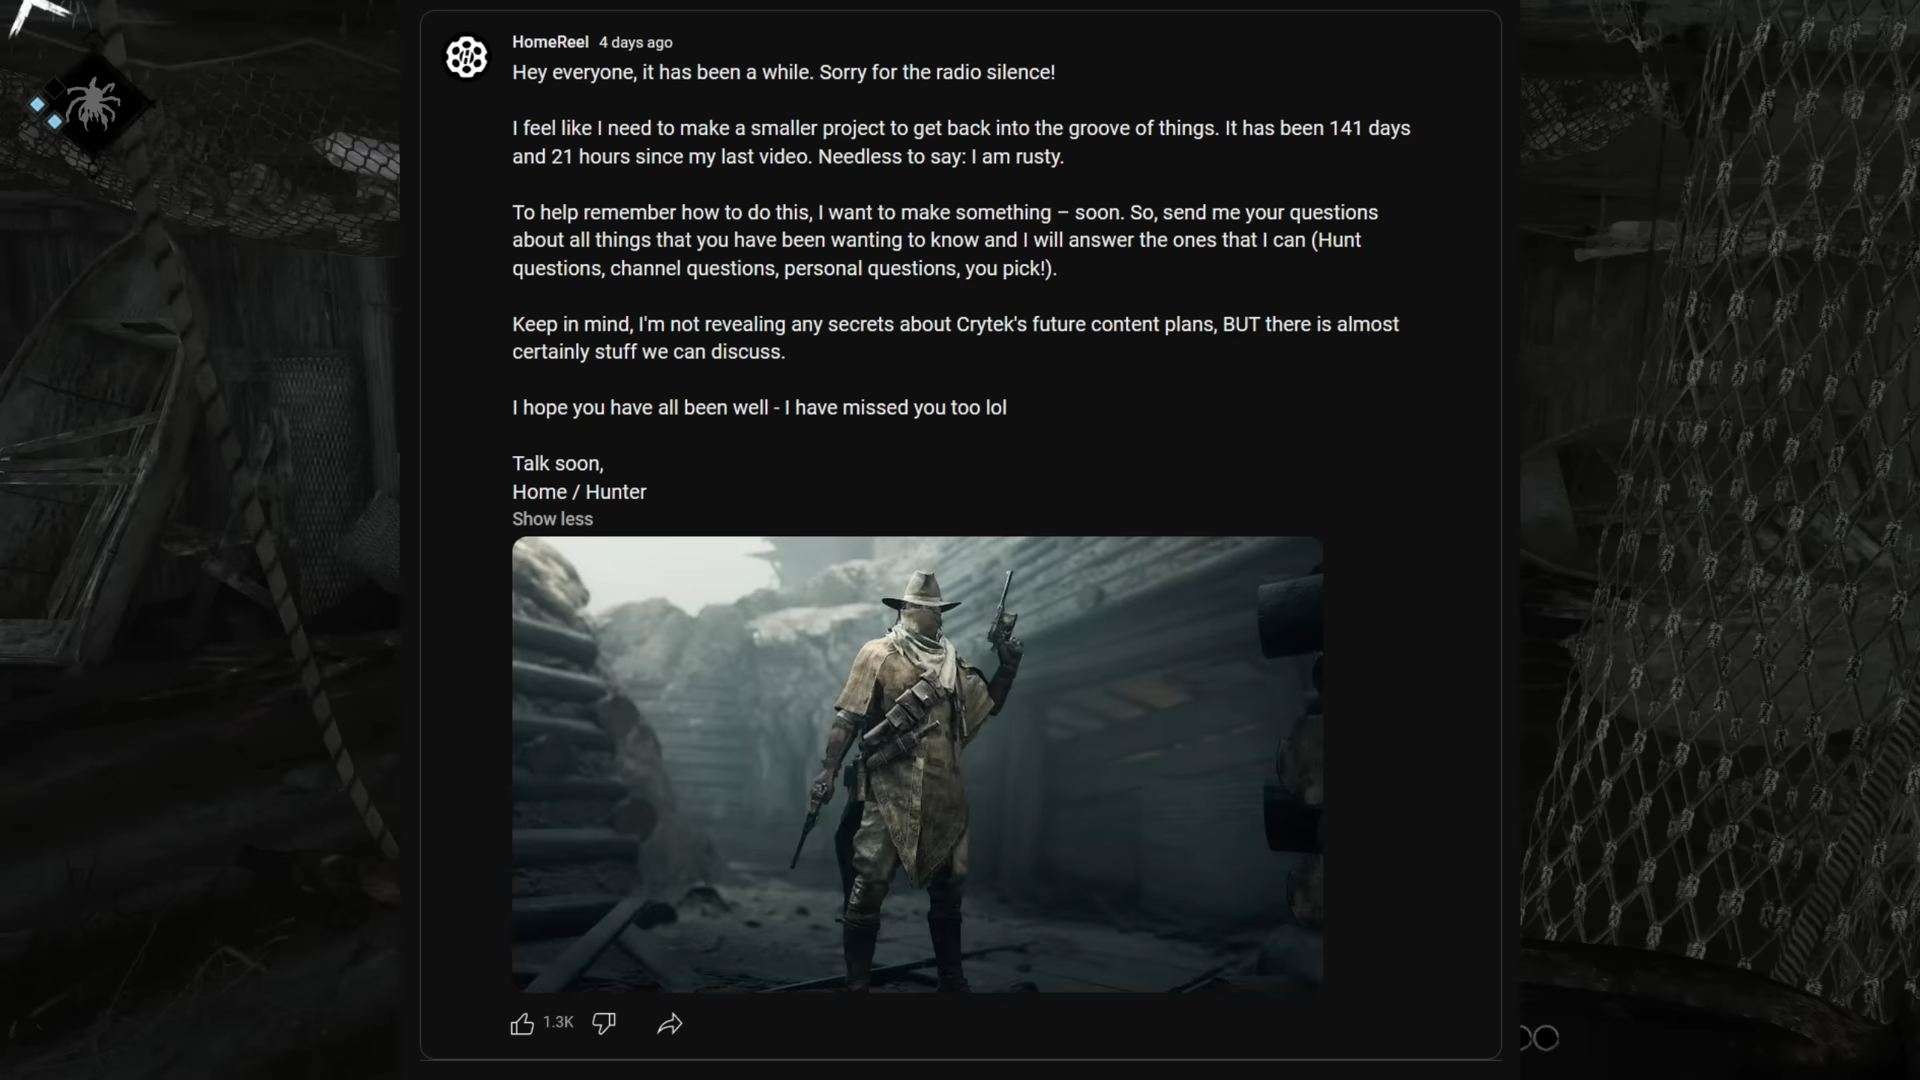 HomeReel 4 days ago
Hey everyone, it has been a while. Sorry for the radio silence!
I feel like I need to make a smaller project to get back into the groove of things. It has been 141 days
and 21 hours since my last video. Needless to say: I am rusty.
To help remember how to do this, I want to make something – soon. So, send me your questions
about all things that you have been wanting to know and I will answer the ones that I can (Hunt
questions, channel questions, personal questions, you pick!).
Keep in mind, I'm not revealing any secrets about Crytek's future content plans, BUT there is almost
certainly stuff we can discuss.
I hope you have all been well - I have missed you too lol
Talk soon,
Home / Hunter
Show less
1.3K